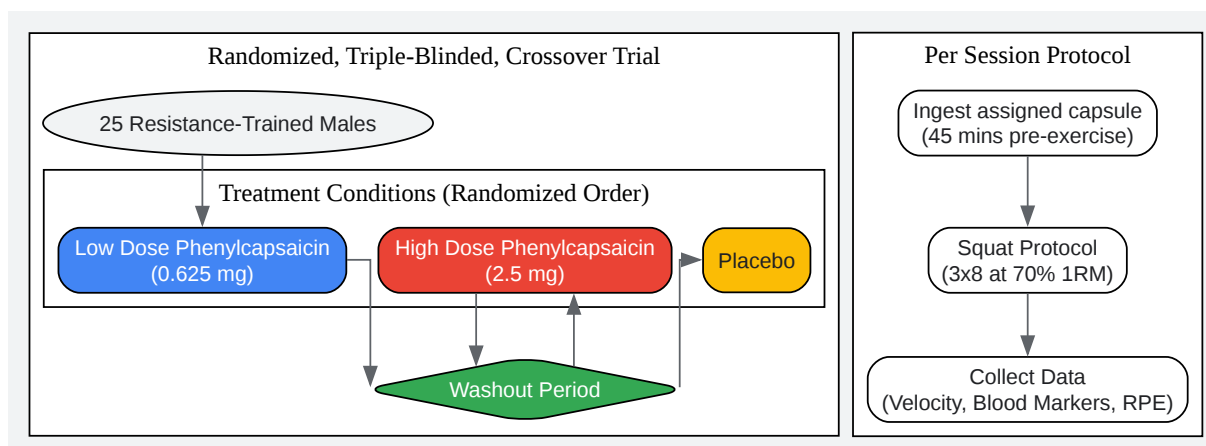 Randomized, Triple-Blinded, Crossover Trial
25 Resistance-Trained Males
Treatment Conditions (Randomized Order)
Low Dose Phenylcapsaicin
(0.625 mg)
High Dose Phenylcapsaicin
(2.5 mg)
Placebo
Washout Period
Per Session Protocol
Ingest assigned capsule
(45 mins pre-exercise)
Squat Protocol
(3x8 at 70% 1RM)
Collect Data
(Velocity, Blood Markers, RPE)